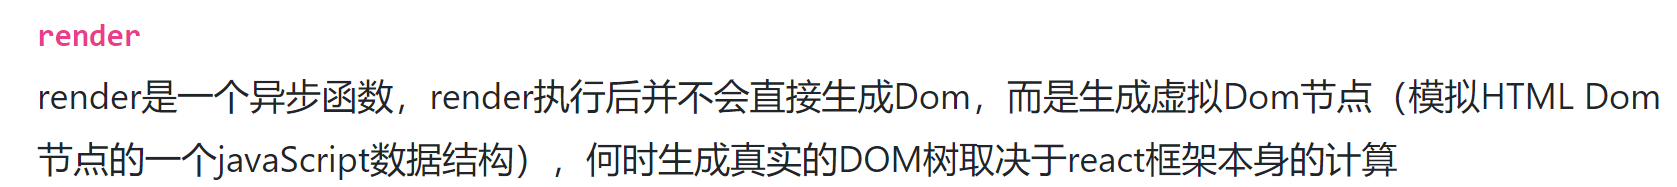 render
render是一个异步函数，render执行后并不会直接生成Dom，而是生成虚拟Dom节点（模拟HTML Dom
节点的一个javaScript数据结构），何时生成真实的DOM树取决于react框架本身的计算